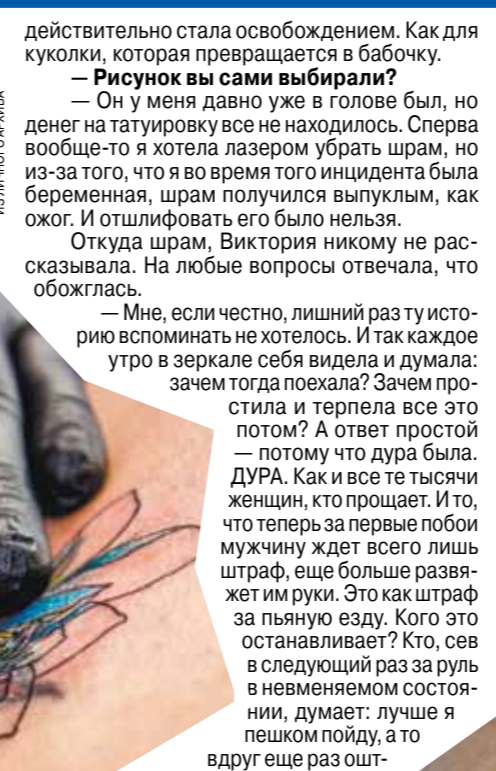 действительно стала освобождением. Как для
куколки, которая превращается в бабочку.
— Рисунок вы сами выбирали?
— Он у меня давно уже в голове был, но
денег на татуировку все не находилось. Сперва
вообще-то я хотела лазером убрать шрам, но
из-за того, что я во время того инцидента была
беременная, шрам получился выпуклым, как
ожог. И отшлифовать его было нельзя.
Откуда шрам, Виктория никому не рас-
сказывала. На любые вопросы отвечала, что
обожглась.
— Мне, если честно, лишний раз ту исто-
рию вспоминать не хотелось. И так каждое
утро в зеркале себя видела и думала:
зачем тогда поехала? Зачем про-
стила и терпела все это
потом? А ответ простой
— потому что дура была.
ДУРА. Как и все те тысячи
женщин, кто прощает. И то,
что теперь за первые побои
мужчину ждет всего лишь
штраф, еще больше развя-
жет им руки. Это как штраф
за пьяную езду. Кого это
останавливает? Кто, сев
в следующий раз за руль
в невменяемом состоя-
нии, думает: лучше я
пешком пойду, а то
вдруг еще раз ошт-
ИЗ ЛИЧНОГО АРХИВА